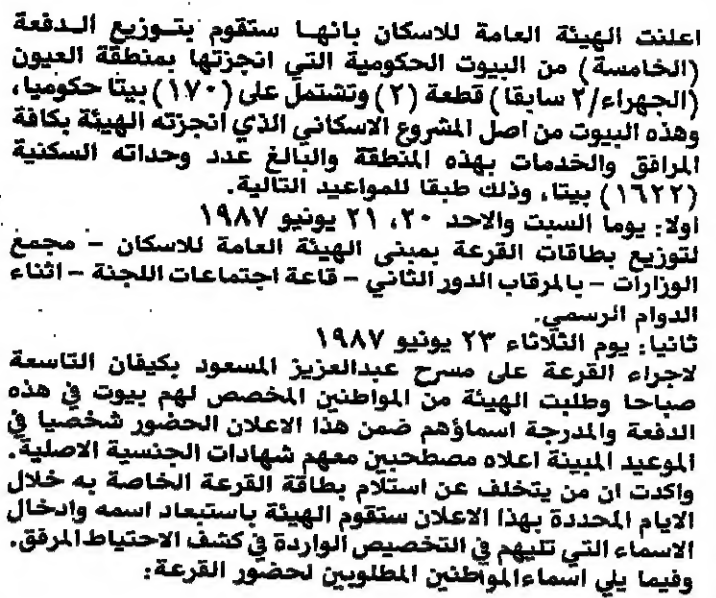 اعلنت الهيئة العامة للاسكان بانها ستقوم بتوزيع الدفعة
(الخامسة) من البيوت الحكومية التي انجزتها بمنطقة العيون
(الجهراء/٢ سابقا) قطعة (٢) وتشتمل على (١٧٠) بيتا حكوميا،
وهذه البيوت من اصل المشروع الاسكاني الذي انجزته الهيئة بكافة
المرافق والخدمات بهذه المنطقة والبالغ عدد وحداته السكنية
(١٦٢٢) بيتا، وذلك طبقا للمواعيد التالية.
اولا: يوما السبت والاحد ٢٠، ٢١ يونيو ١٩٨٧
لتوزيع بطاقات القرعة بمبنى الهيئة العامة للاسكان - مجمع
الوزارات - بالمرقاب الدور الثاني - قاعة اجتماعات اللجنة - اثناء
الدوام الرسمي.
ثانيا: يوم الثلاثاء ٢٣ يونيو ١٩٨٧
لاجراء القرعة على مسرح عبدالعزيز المسعود بكيفان التاسعة
صباحا وطلبت الهيئة من المواطنين المخصص لهم بيوت في هذه
الدفعة والمدرجة اسماؤهم ضمن هذا الاعلان الحضور شخصيا في
الموعيد المبينة اعلاه مصطحبين معهم شهادات الجنسية الاصلية.
واكدت ان من يتخلف عن استلام بطاقة القرعة الخاصة به خلال
الايام المحددة بهذا الاعلان ستقوم الهيئة باستبعاد اسمه وادخال
الاسماء التي تليهم في التخصيص الواردة في كشف الاحتياط المرفق.
وفيما يلي اسماء المواطنين المطلوبين لحضور القرعة: